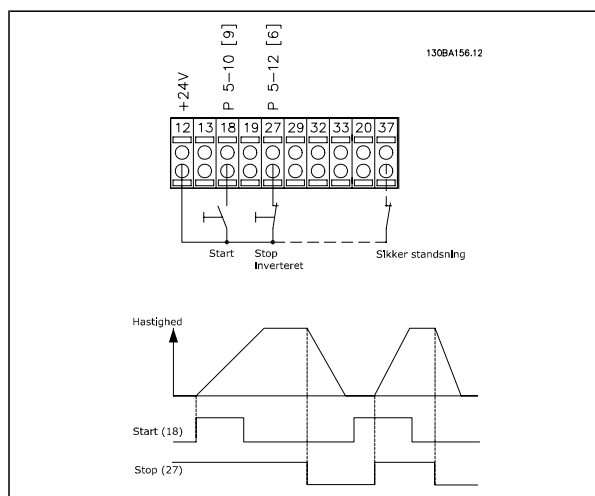 130BA156.12
+24V
P 5-10 [9]
P 5-12 [6]
12 13 18 19 27 29 32 33 20 37
Start
Stop
Inverteret
Sikker standsning
Hastighed
Start (18)
Stop (27)